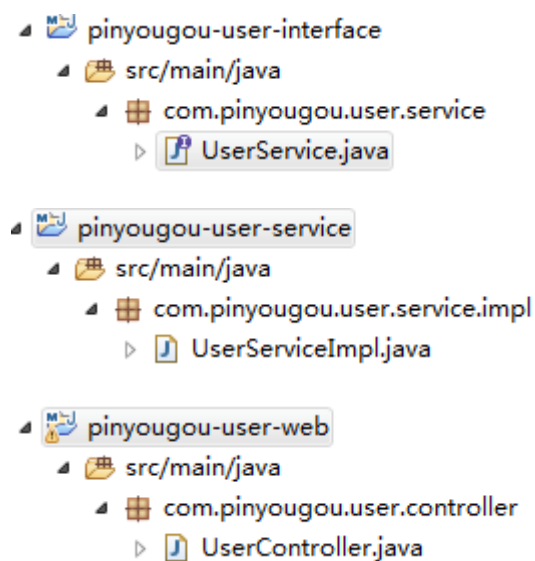 pinyougou-user-interface
src/main/java
com.pinyougou.user.service
UserService.java
pinyougou-user-service
src/main/java
com.pinyougou.user.service.impl
UserServiceImpl.java
pinyougou-user-web
src/main/java
com.pinyougou.user.controller
UserController.java